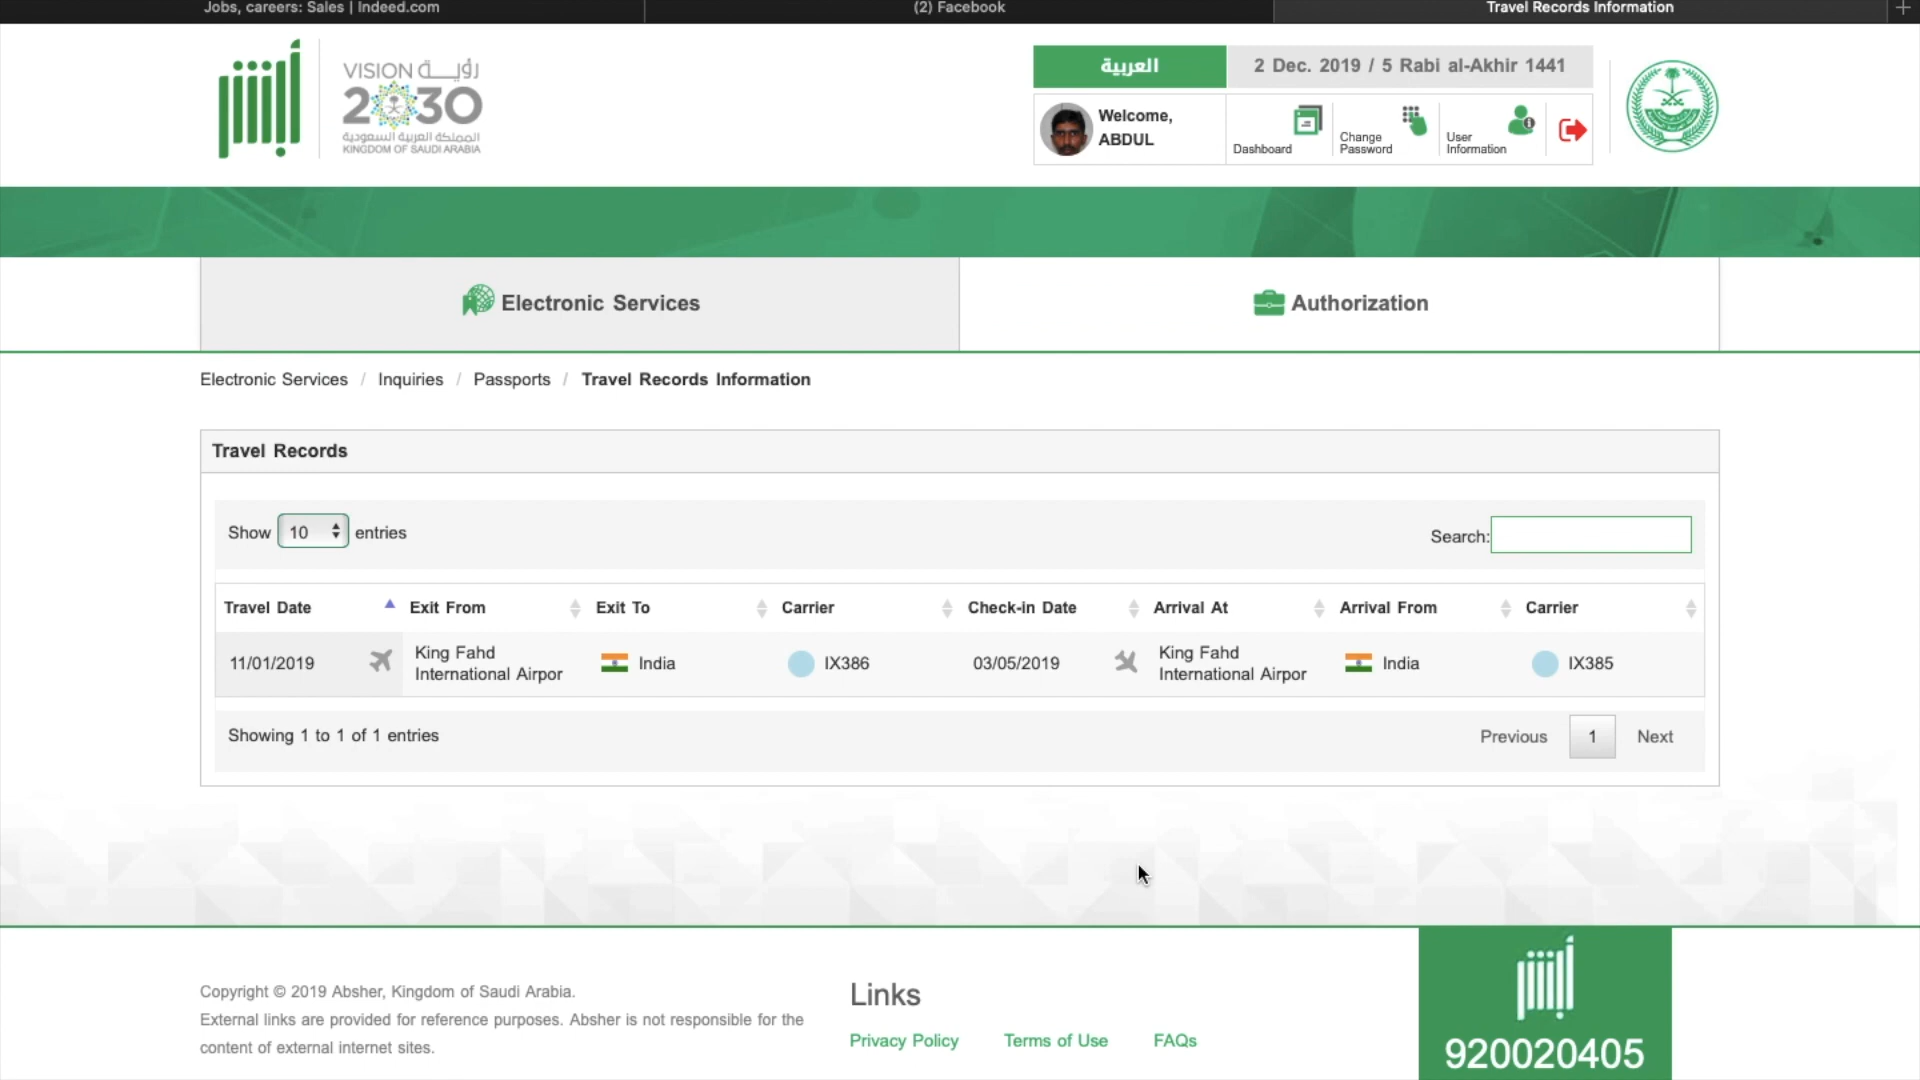 Jobs, careers: Sales | Indeed.com
(2) Facebook
Travel Records Information
أبشر
VISION رؤيـــة
2030
المملكة العربية السعودية
KINGDOM OF SAUDI ARABIA
العربية
2 Dec. 2019 / 5 Rabi al-Akhir 1441
Welcome,
ABDUL
Dashboard
Change
Password
User
Information
Electronic Services
Authorization
Electronic Services / Inquiries / Passports / Travel Records Information
Travel Records
Show 10 entries
Search:
Travel Date Exit From Exit To Carrier Check-in Date Arrival At Arrival From Carrier
11/01/2019 King Fahd International Airpor India IX386 03/05/2019 King Fahd International Airpor India IX385
Showing 1 to 1 of 1 entries
Previous 1 Next
Copyright © 2019 Absher, Kingdom of Saudi Arabia.
External links are provided for reference purposes. Absher is not responsible for the
content of external internet sites.
Links
Privacy Policy Terms of Use FAQs
أبشر
920020405